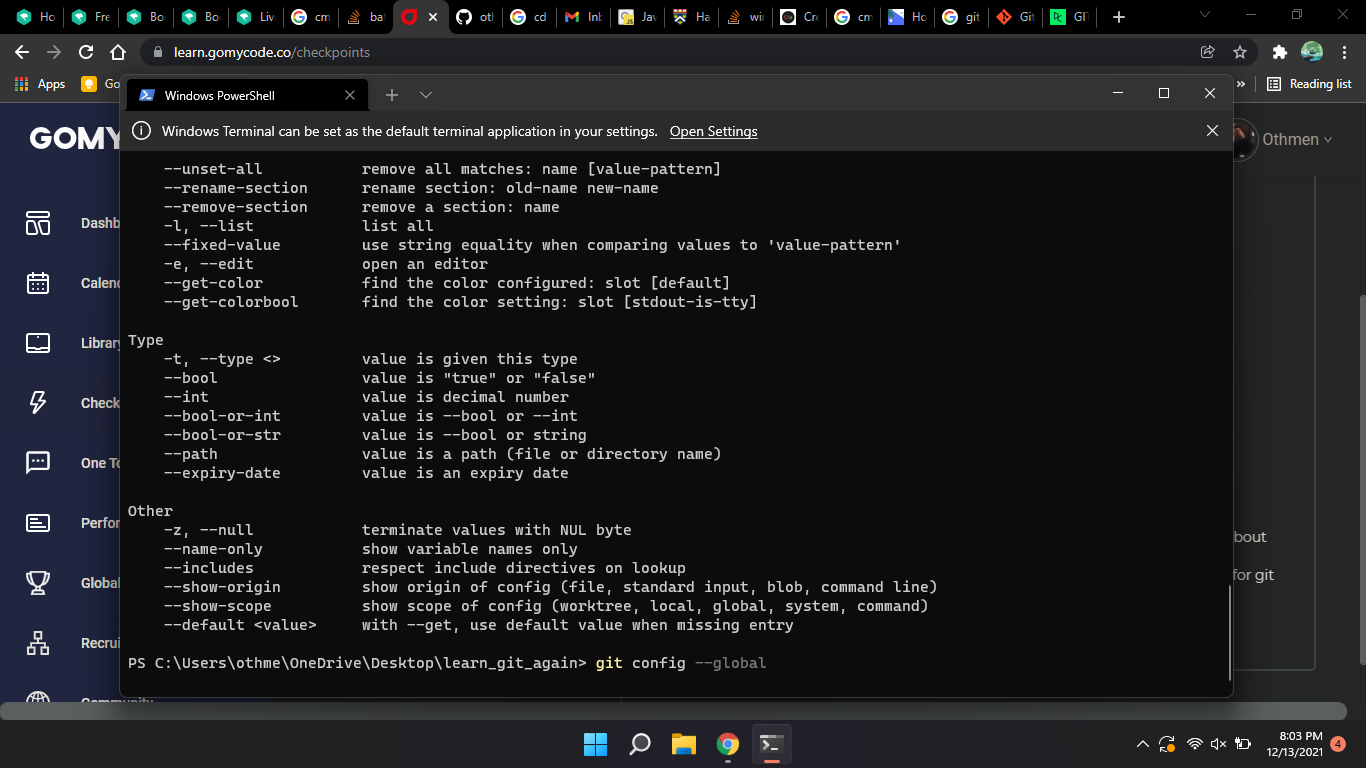 Ho
Fre
Bo
Bo
Liv
cm
bat
oth
cd
Inb
Jav
Ha
wir
Cre
cm
Ho
git
Git
GIT
learn.gomycode.co/checkpoints
Apps
Go
»
Reading list
Windows PowerShell
Windows Terminal can be set as the default terminal application in your settings. Open Settings
GOMY
Othmen
Dashb
Calend
Library
Check
One To
Perfor
Global
Recrui
Community
bout
for git
--unset-all remove all matches: name [value-pattern]
--rename-section rename section: old-name new-name
--remove-section remove a section: name
-l, --list list all
--fixed-value use string equality when comparing values to 'value-pattern'
-e, --edit open an editor
--get-color find the color configured: slot [default]
--get-colorbool find the color setting: slot [stdout-is-tty]
Type
-t, --type <> value is given this type
--bool value is "true" or "false"
--int value is decimal number
--bool-or-int value is --bool or --int
--bool-or-str value is --bool or string
--path value is a path (file or directory name)
--expiry-date value is an expiry date
Other
-z, --null terminate values with NUL byte
--name-only show variable names only
--includes respect include directives on lookup
--show-origin show origin of config (file, standard input, blob, command line)
--show-scope show scope of config (worktree, local, global, system, command)
--default <value> with --get, use default value when missing entry
PS C:\Users\othme\OneDrive\Desktop\learn_git_again> git config --global
8:03 PM
12/13/2021
4